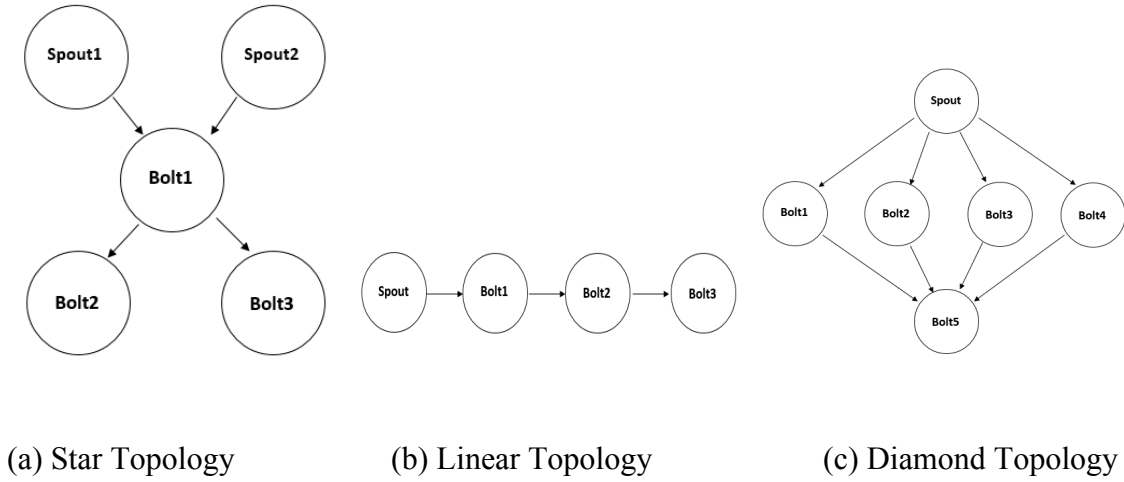 Spout1
Spout2
Bolt1
Bolt2
Bolt3
(a) Star Topology
Spout
Bolt1
Bolt2
Bolt3
(b) Linear Topology
Spout
Bolt1
Bolt2
Bolt3
Bolt4
Bolt5
(c) Diamond Topology